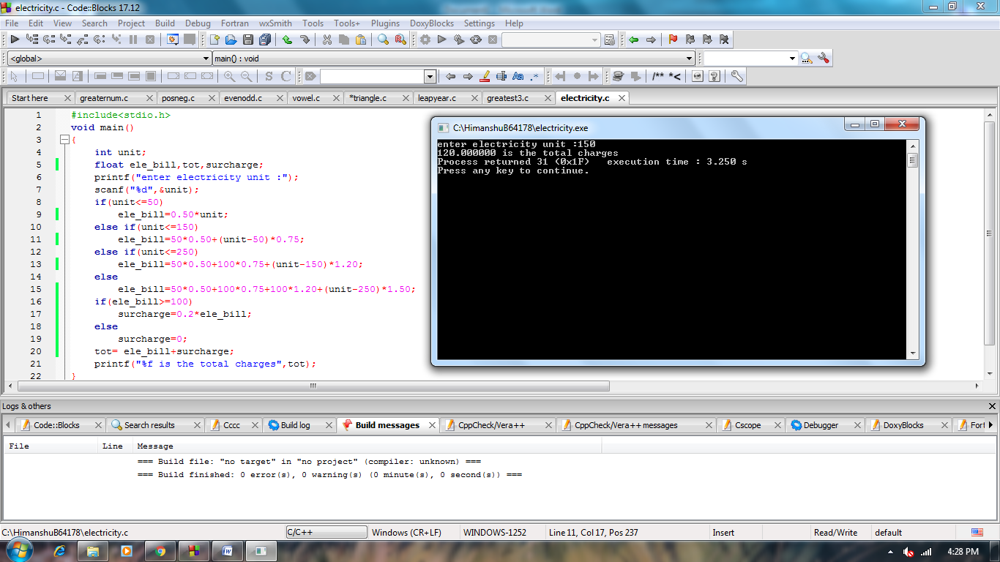 electricity.c - Code::Blocks 17.12
File Edit View Search Project Build Debug Fortran wxSmith Tools Tools+ Plugins DoxyBlocks Settings Help
<global> main() : void
S C Aa .* /** *<
Start here greaternum.c posneg.c evenodd.c vowel.c *triangle.c leapyear.c greatest3.c electricity.c
1 #include<stdio.h>
2 void main()
3 {
4 int unit;
5 float ele_bill,tot,surcharge;
6 printf("enter electricity unit :");
7 scanf("%d",&unit);
8 if(unit<=50)
9 ele_bill=0.50*unit;
10 else if(unit<=150)
11 ele_bill=50*0.50+(unit-50)*0.75;
12 else if(unit<=250)
13 ele_bill=50*0.50+100*0.75+(unit-150)*1.20;
14 else
15 ele_bill=50*0.50+100*0.75+100*1.20+(unit-250)*1.50;
16 if(ele_bill>=100)
17 surcharge=0.2*ele_bill;
18 else
19 surcharge=0;
20 tot= ele_bill+surcharge;
21 printf("%f is the total charges",tot);
22 }
C:\HimanshuB64178\electricity.exe
enter electricity unit :150
120.000000 is the total charges
Process returned 31 (0x1F)   execution time : 3.250 s
Press any key to continue.
Logs & others
Code::Blocks Search results Cccc Build log Build messages CppCheck/Vera++ CppCheck/Vera++ messages Cscope Debugger DoxyBlocks Fort
File Line Message
=== Build file: "no target" in "no project" (compiler: unknown) ===
=== Build finished: 0 error(s), 0 warning(s) (0 minute(s), 0 second(s)) ===
C:\HimanshuB64178\electricity.c C/C++ Windows (CR+LF) WINDOWS-1252 Line 11, Col 17, Pos 237 Insert Read/Write default
4:28 PM